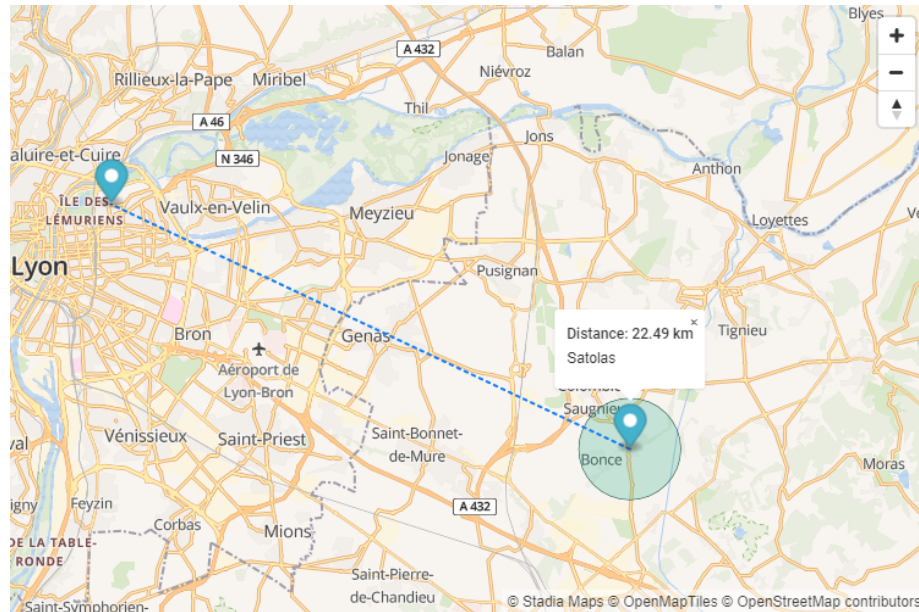 Blyes
A 432
Balan
Rillieux-la-Pape
Miribel
Niévroz
Thil
A 46
Jons
aluire-et-Cuire
N 346
Jonage
Anthon
ÎLE DES
LÉMURIENS
Vaulx-en-Velin
Meyzieu
Loyettes
Lyon
Pusignan
Distance: 22.49 km
×
Satolas
Tignieu
Bron
Genas
Aéroport de
Lyon-Bron
Colombie
Saugnieu
Vénissieux
Saint-Priest
Saint-Bonnet-
de-Mure
Bonce
Moras
val
igny
Feyzin
A 432
Corbas
Mions
DE LA TABLE-
RONDE
Saint-Pierre-
de-Chandieu
Saint-Symphorien-
© Stadia Maps © OpenMapTiles © OpenStreetMap contributors